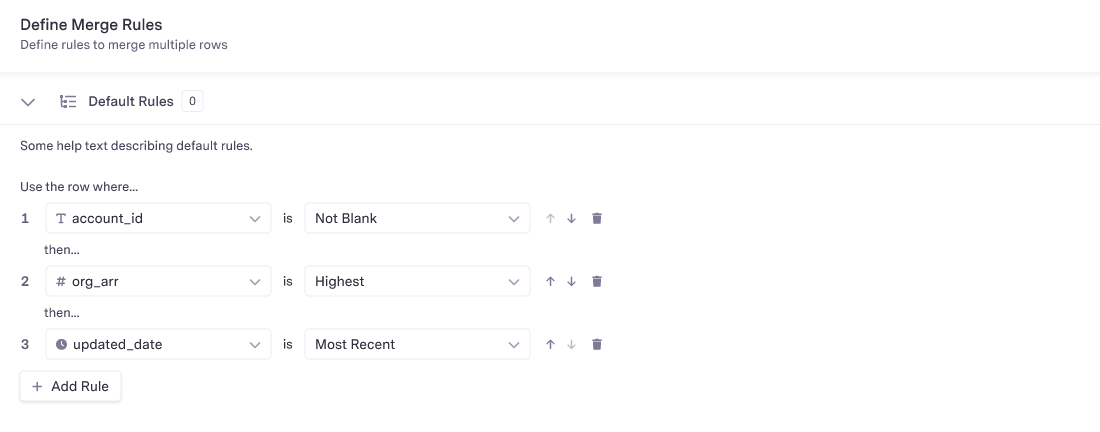 Define Merge Rules
Define rules to merge multiple rows
Default Rules 0
Some help text describing default rules.
Use the row where...
1 T account_id is Not Blank
then...
2 # org_arr is Highest
then...
3 updated_date is Most Recent
+ Add Rule